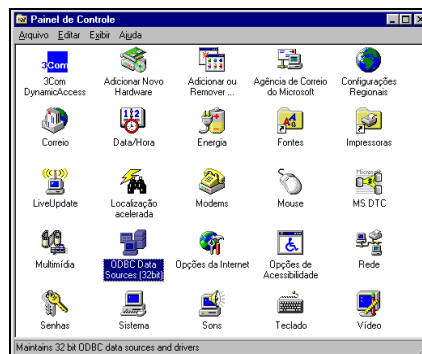 Painel de Controle
Arquivo Editar Exibir Ajuda
3Com
3Com Adicionar Novo Adicionar ou Agência de Correio Configurações
DynamicAccess Hardware Remover ... do Microsoft Regionais
12
Correio Data/Hora Energia Fontes Impressoras
Microsoft
LiveUpdate Localização Modems Mouse MS DTC
acelerada
Multimídia ODBC Data Opções da Internet Opções de Rede
Sources (32bit) Acessibilidade
Senhas Sistema Sons Teclado Vídeo
Maintains 32 bit ODBC data sources and drivers